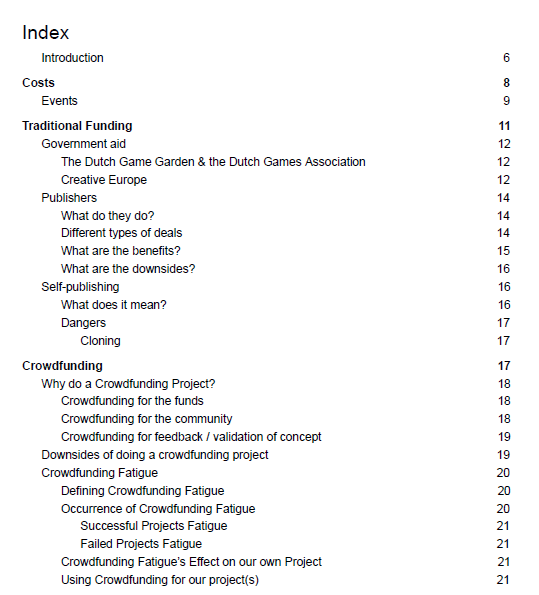 Index
Introduction 6
Costs 8
Events 9
Traditional Funding 11
Government aid 12
The Dutch Game Garden & the Dutch Games Association 12
Creative Europe 12
Publishers 14
What do they do? 14
Different types of deals 14
What are the benefits? 15
What are the downsides? 16
Self-publishing 16
What does it mean? 16
Dangers 17
Cloning 17
Crowdfunding 17
Why do a Crowdfunding Project? 18
Crowdfunding for the funds 18
Crowdfunding for the community 18
Crowdfunding for feedback / validation of concept 19
Downsides of doing a crowdfunding project 19
Crowdfunding Fatigue 20
Defining Crowdfunding Fatigue 20
Occurrence of Crowdfunding Fatigue 20
Successful Projects Fatigue 21
Failed Projects Fatigue 21
Crowdfunding Fatigue's Effect on our own Project 21
Using Crowdfunding for our project(s) 21